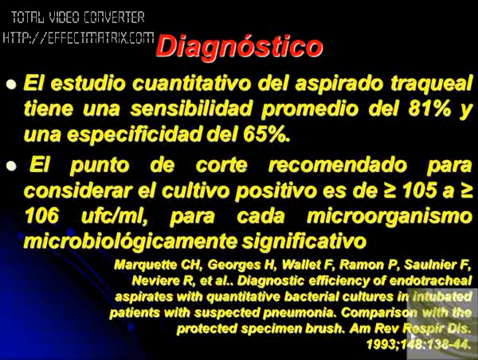 TOTAL VIDEO CONVERTER
HTTP://EFFECTMATRIX.COM
Diagnóstico
El estudio cuantitativo del aspirado traqueal
tiene una sensibilidad promedio del 81% y
una especificidad del 65%.
El punto de corte recomendado para
considerar el cultivo positivo es de ≥ 105 a ≥
106 ufc/ml, para cada microorganismo
microbiológicamente significativo
Marquette CH, Georges H, Wallet F, Ramon P, Saulnier F,
Neviere R, et al.. Diagnostic efficiency of endotracheal
aspirates with quantitative bacterial cultures in intubated
patients with suspected pneumonia. Comparison with the
protected specimen brush. Am Rev Respir Dis.
1993;148:138-44.